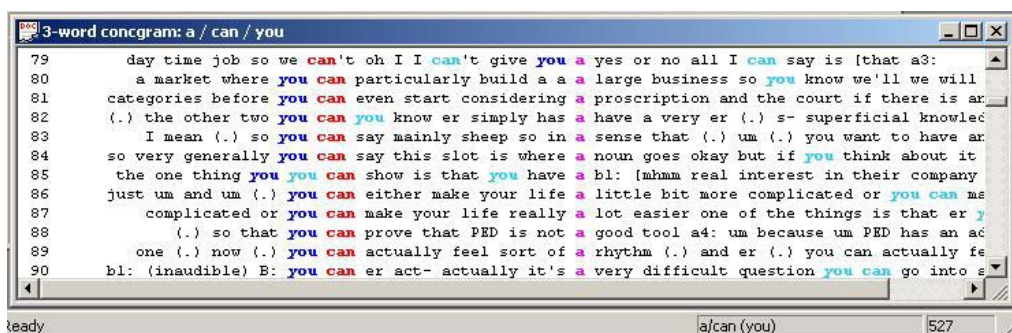 3-word concgram: a / can / you
79 day time job so we can't oh I I can't give you a yes or no all I can say is [that a3:
80 a market where you can particularly build a a a large business so you know we'll we will
81 categories before you can even start considering a proscription and the court if there is
82 (.) the other two you can you know er simply has a have a very er (.) s- superficial
83 I mean (.) so you can say mainly sheep so in a sense that (.) um (.) you want to have
84 so very generally you can say this slot is where a noun goes okay but if you think about it
85 the one thing you you can show is that you have a b1: [mhmm real interest in their company
86 just um and um (.) you can either make your life a little bit more complicated or you can
87 complicated or you can make your life really a lot easier one of the things is that er
88 (.) so that you can prove that PED is not a good tool a4: um because um PED has an
89 one (.) now (.) you can actually feel sort of a rhythm (.) and er (.) you can actually
90 b1: (inaudible) B: you can er act- actually it's a very difficult question you can go into
Ready a/can (you) 527